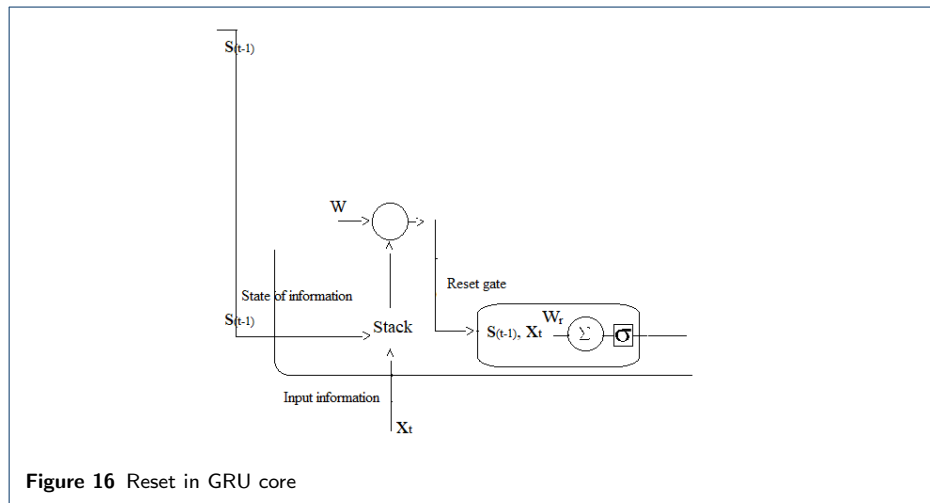 S(t-1)
W
Reset gate
State of information
S(t-1)
Stack
S(t-1), Xt
Wr
Σ
σ
Input information
Xt
Figure 16 Reset in GRU core